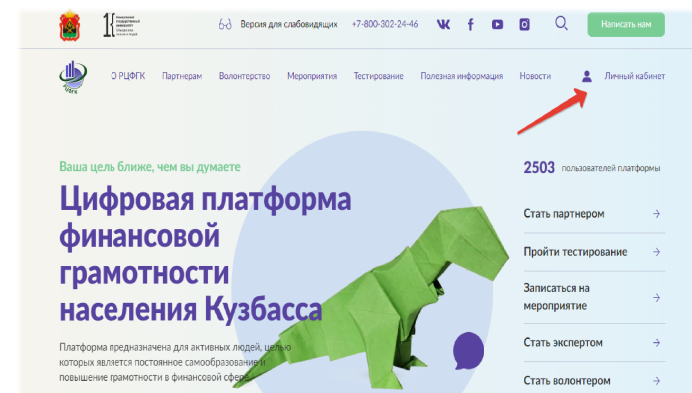 Версия для слабовидящих
+7-800-302-24-46
Написать нам
РЦФГК
О РЦФГК
Партнерам
Волонтерство
Мероприятия
Тестирование
Полезная информация
Новости
Личный кабинет
Ваша цель ближе, чем вы думаете
Цифровая платформа
финансовой
грамотности
населения Кузбасса
Платформа предназначена для активных людей, целью
которых является постоянное самообразование и
повышение грамотности в финансовой сфере.
2503 пользователей платформы
Стать партнером
Пройти тестирование
Записаться на
мероприятие
Стать экспертом
Стать волонтером